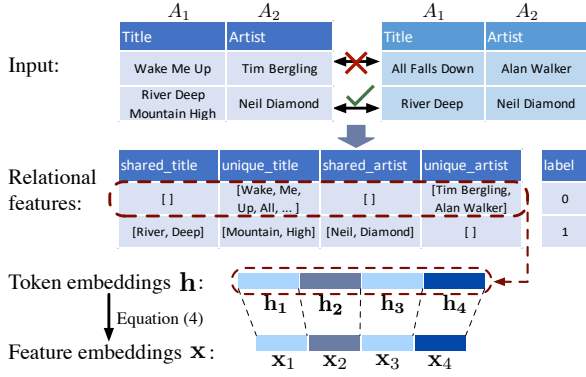 A1 A2 A1 A2
Title Artist Title Artist
Input: Wake Me Up Tim Bergling All Falls Down Alan Walker
River Deep
Mountain High Neil Diamond River Deep Neil Diamond
shared_title unique_title shared_artist unique_artist label
Relational
features:
[ ] [Wake, Me,
Up, All, ... ] [ ] [Tim Bergling,
Alan Walker] 0
[River, Deep] [Mountain, High] [Neil, Diamond] [ ] 1
Token embeddings h:
h1 h2 h3 h4
Equation (4)
Feature embeddings x:
x1 x2 x3 x4